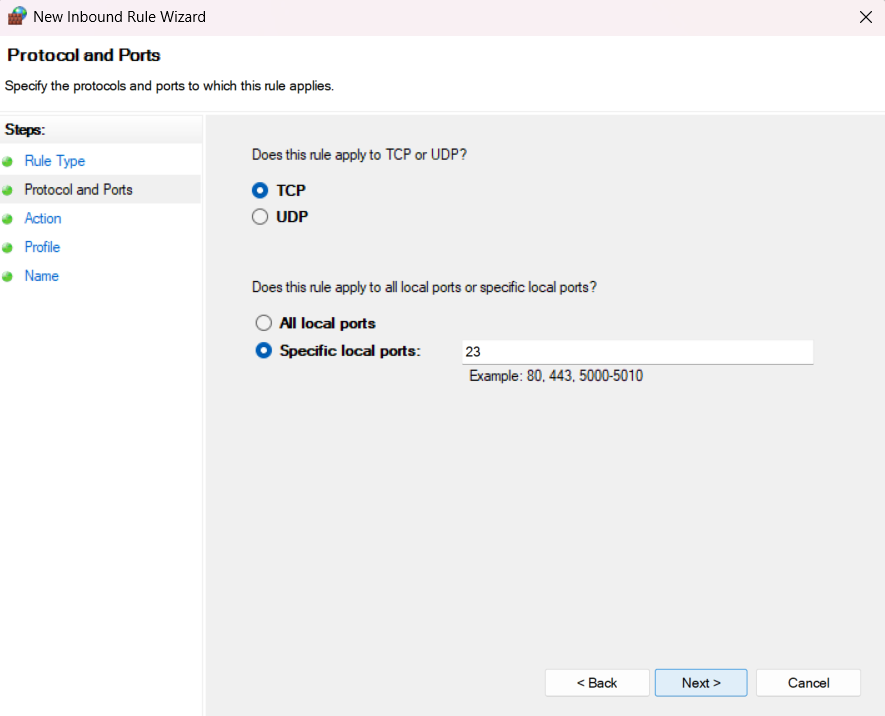 New Inbound Rule Wizard
Protocol and Ports
Specify the protocols and ports to which this rule applies.
Steps:
Rule Type
Protocol and Ports
Action
Profile
Name
Does this rule apply to TCP or UDP?
TCP
UDP
Does this rule apply to all local ports or specific local ports?
All local ports
Specific local ports: 23
Example: 80, 443, 5000-5010
< Back Next > Cancel